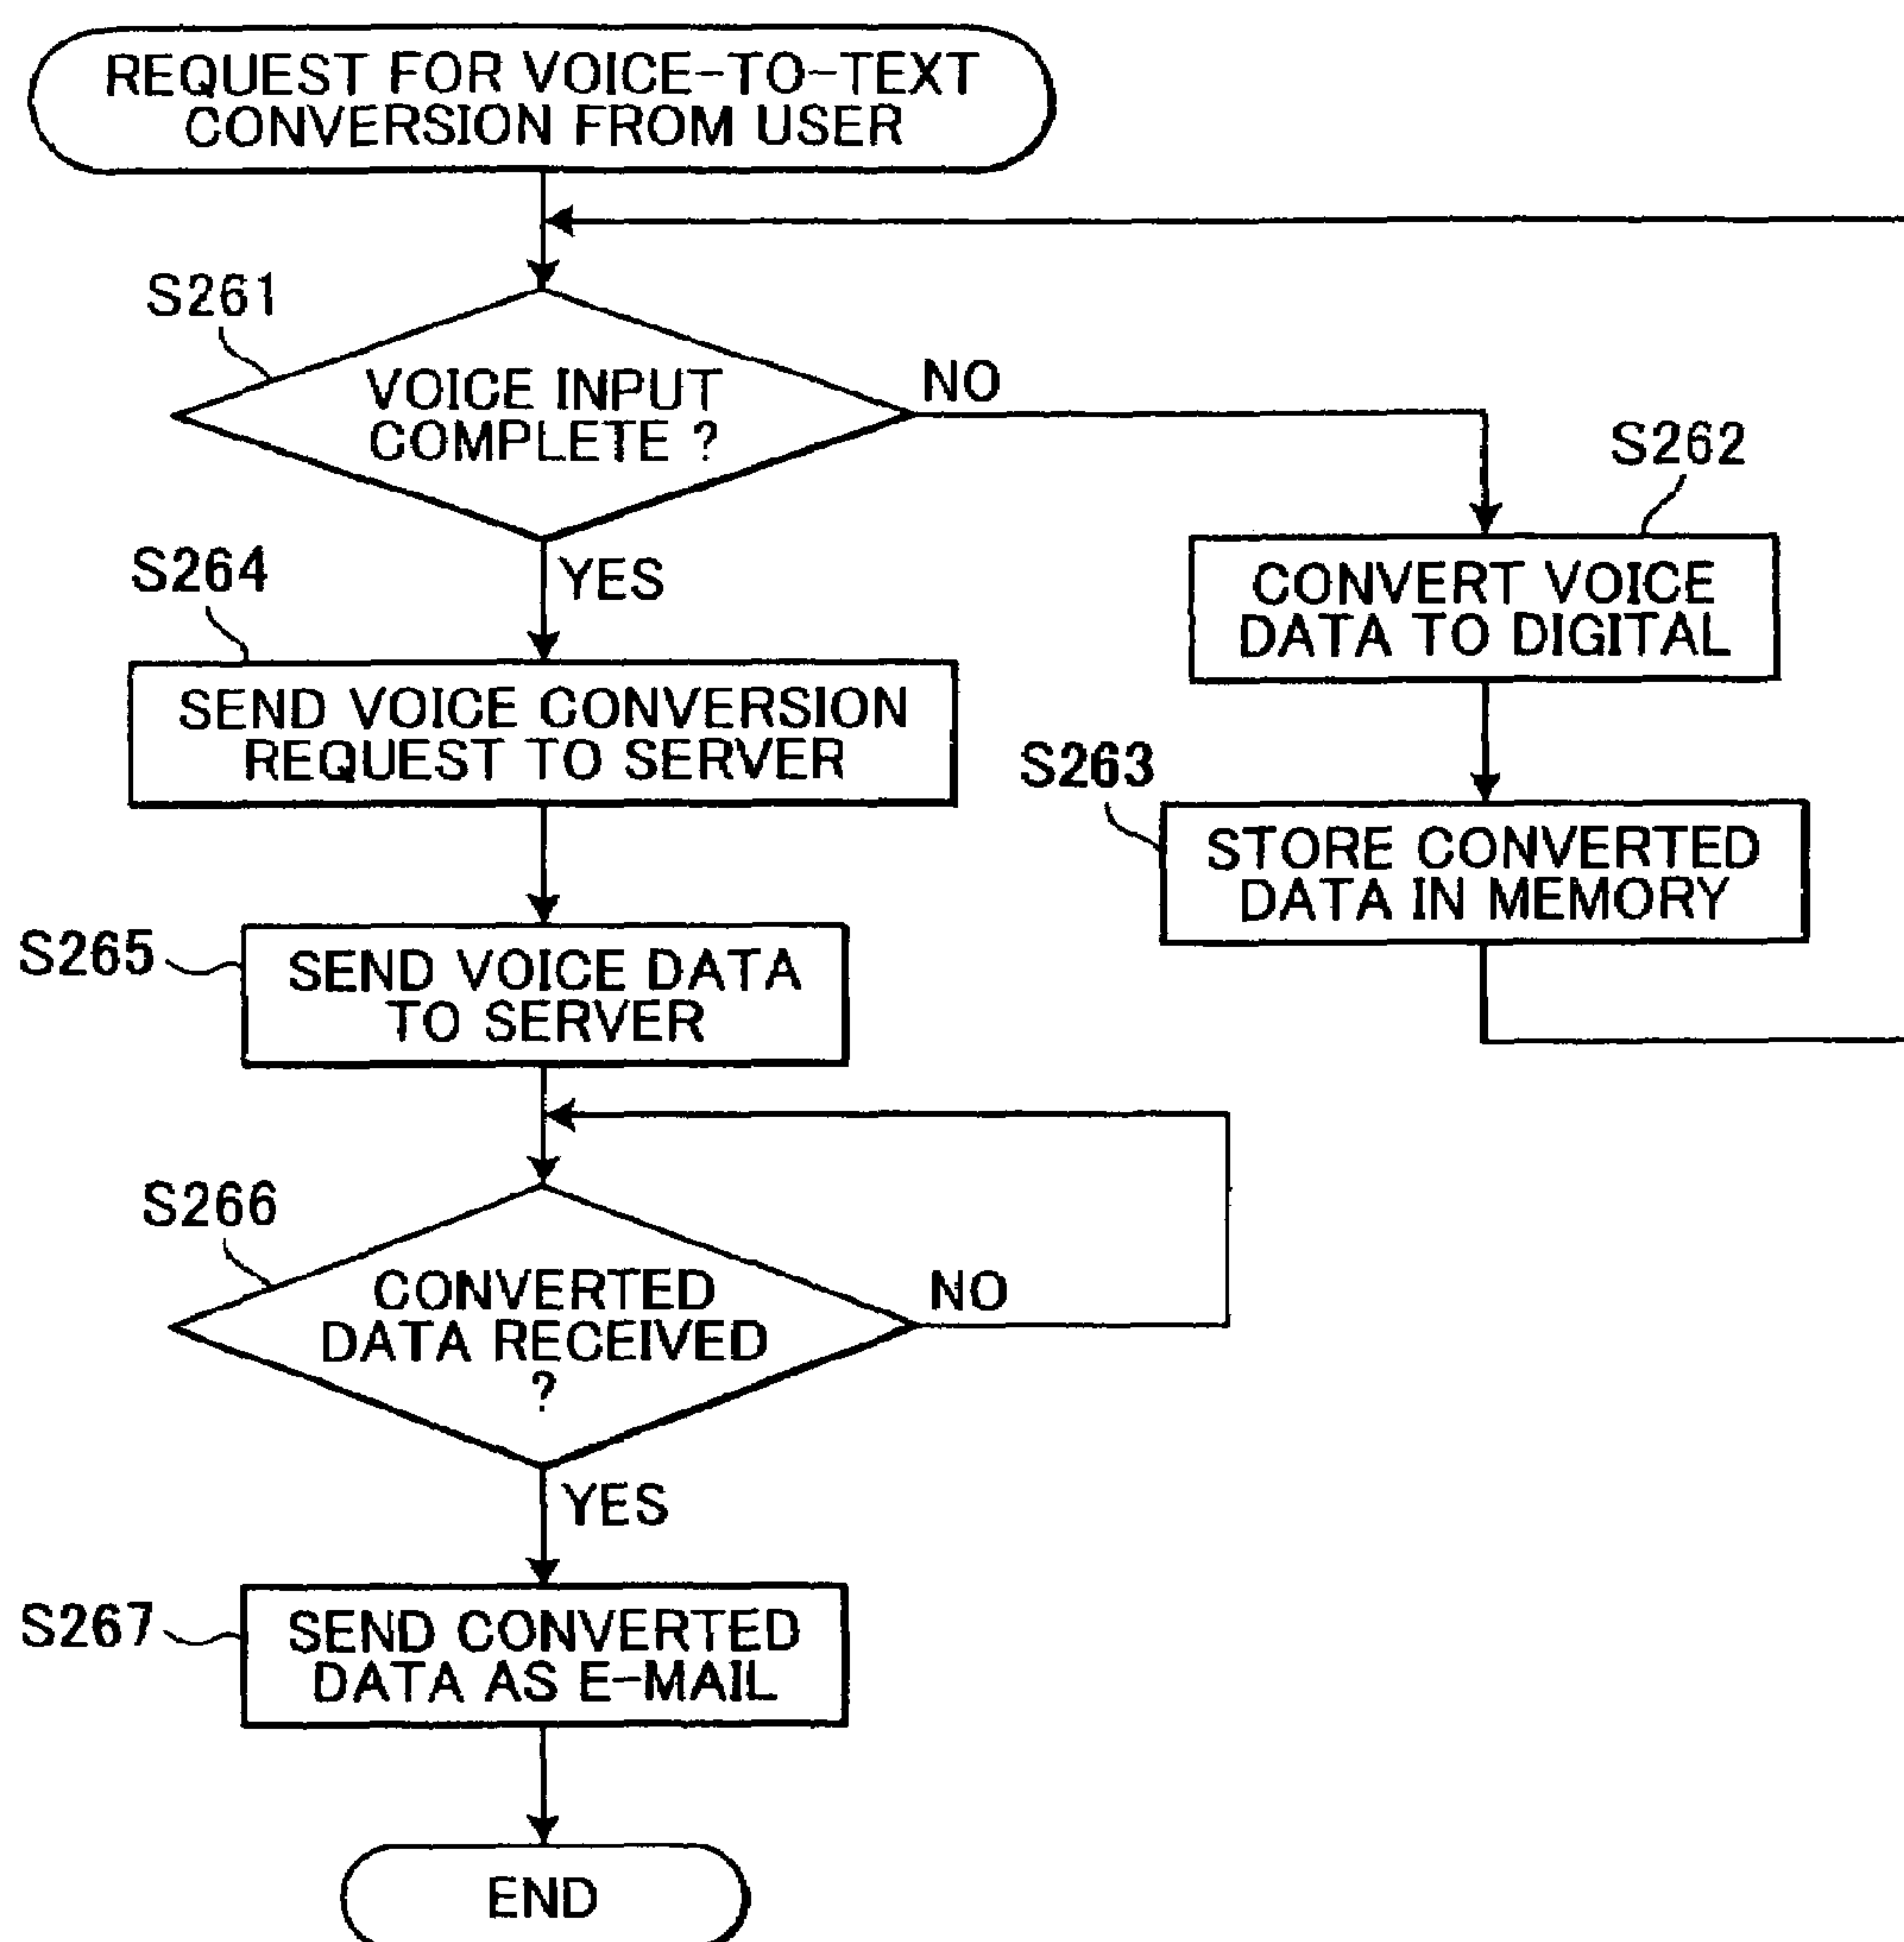 REQUEST FOR VOICE-TO-TEXT
CONVERSION FROM USER
S261
VOICE INPUT
COMPLETE ?
NO
S262
CONVERT VOICE
DATA TO DIGITAL
S264
YES
SEND VOICE CONVERSION
REQUEST TO SERVER
S263
STORE CONVERTED
DATA IN MEMORY
S265
SEND VOICE DATA
TO SERVER
S266
CONVERTED
DATA RECEIVED
?
NO
YES
S267
SEND CONVERTED
DATA AS E-MAIL
END